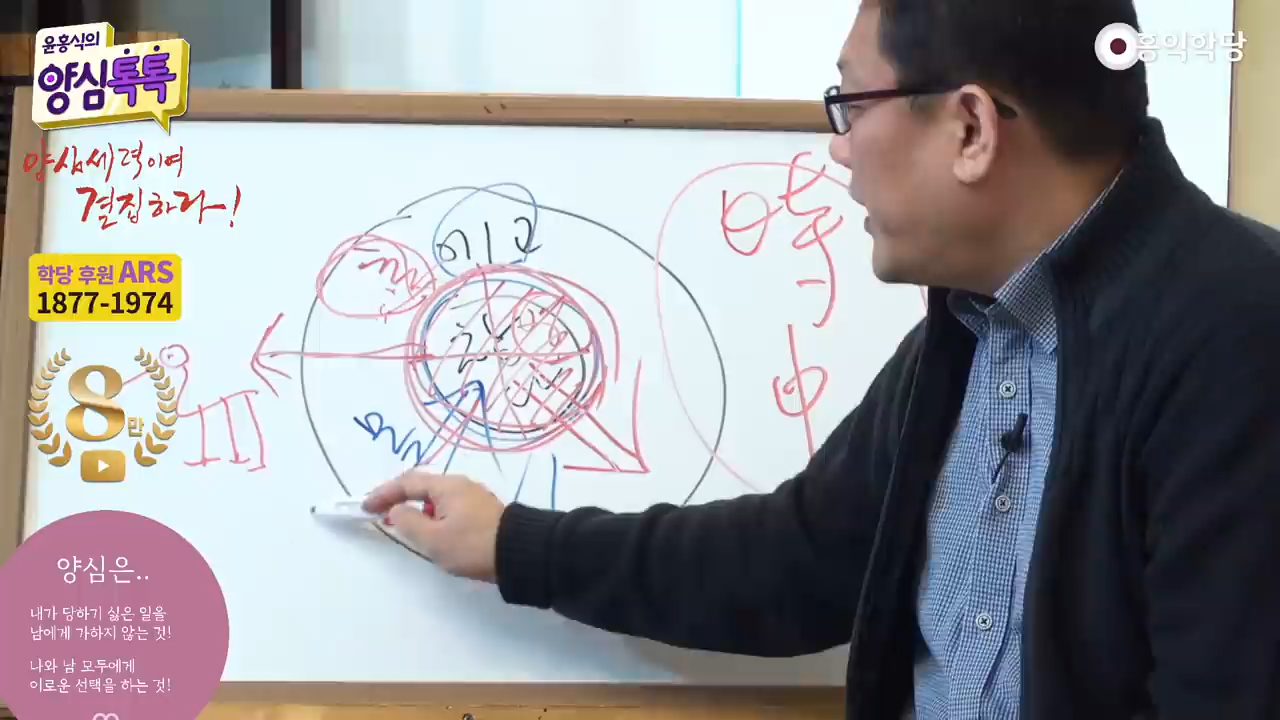 윤홍식의
양심톡톡
홍익학당
양심세력이여
결집하라!
학당 후원 ARS
1877-1974
8만
양심은..
내가 당하기 싫은 일을
남에게 가하지 않는 것!
나와 남 모두에게
이로운 선택을 하는 것!
에고
양심
時
中